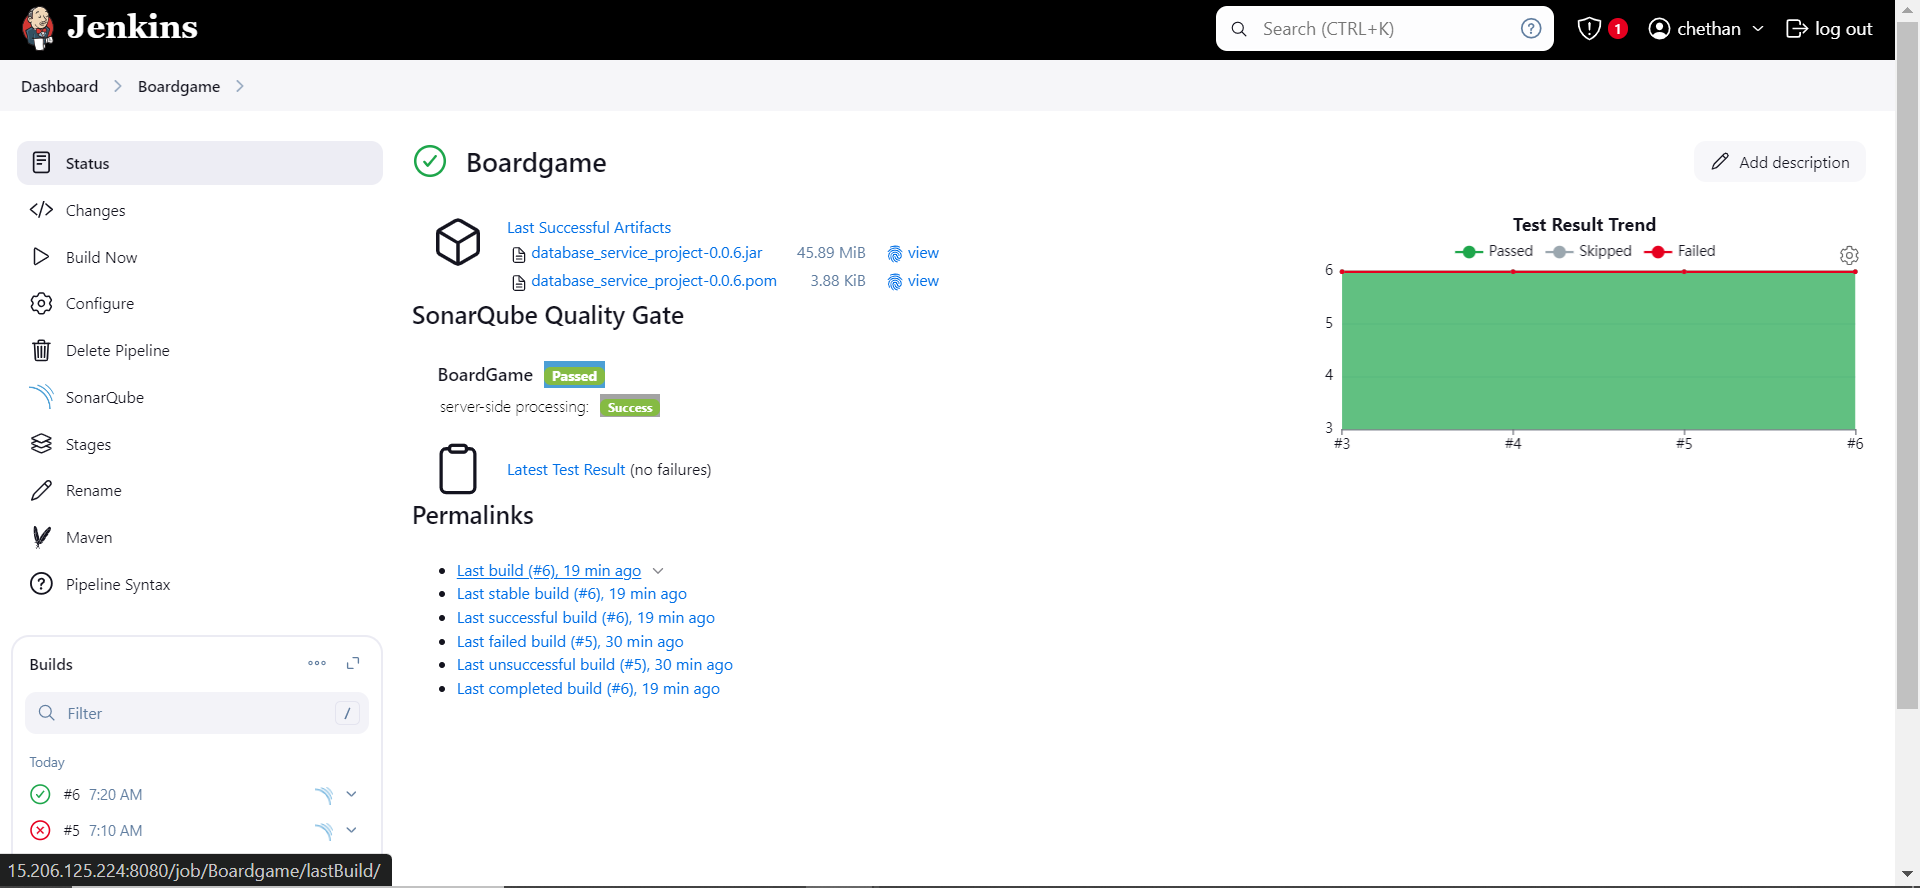 Jenkins
Search (CTRL+K)
1
chethan
log out
Dashboard
Boardgame
Status
Changes
Build Now
Configure
Delete Pipeline
SonarQube
Stages
Rename
Maven
Pipeline Syntax
Builds
Filter
/
Today
#6 7:20 AM
#5 7:10 AM
Boardgame
Add description
Last Successful Artifacts
database_service_project-0.0.6.jar 45.89 MiB view
database_service_project-0.0.6.pom 3.88 KiB view
SonarQube Quality Gate
BoardGame Passed
server-side processing: Success
Latest Test Result (no failures)
Permalinks
Last build (#6), 19 min ago
Last stable build (#6), 19 min ago
Last successful build (#6), 19 min ago
Last failed build (#5), 30 min ago
Last unsuccessful build (#5), 30 min ago
Last completed build (#6), 19 min ago
Test Result Trend
Passed Skipped Failed
6
5
4
3
#3 #4 #5 #6
15.206.125.224:8080/job/Boardgame/lastBuild/